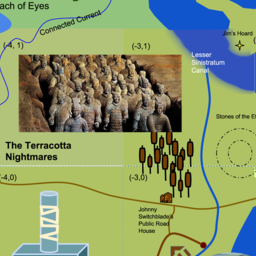 ach of Eyes
Connected Current
(-4, 1)
(-3,1)
Jim's Hoard
Lesser
Sinistratum
Canal
Stones of the El
The Terracotta
Nightmares
(-4,0)
(-3,0)
Johnny
Switchblade's
Public Road
House